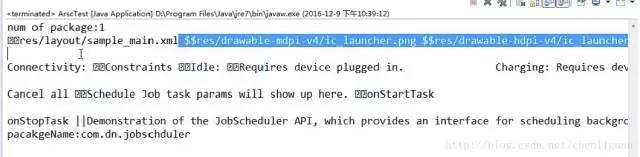 <terminated> ArscTest [Java Application] D:\Program Files\Java\jre7\bin\javaw.exe (2016-12-9 下午10:39:12)
num of package:1
res/layout/sample_main.xml $$res/drawable-mdpi-v4/ic_launcher.png $$res/drawable-hdpi-v4/ic_launcher
Connectivity: Constraints Idle: Requires device plugged in. Charging: Requires dev
Cancel all Schedule Job task params will show up here. onStartTask
onStopTask ||Demonstration of the JobScheduler API, which provides an interface for scheduling backgro
pacakgeName:com.dn.jobschduler
http://blog.csdn.net/chenliguan